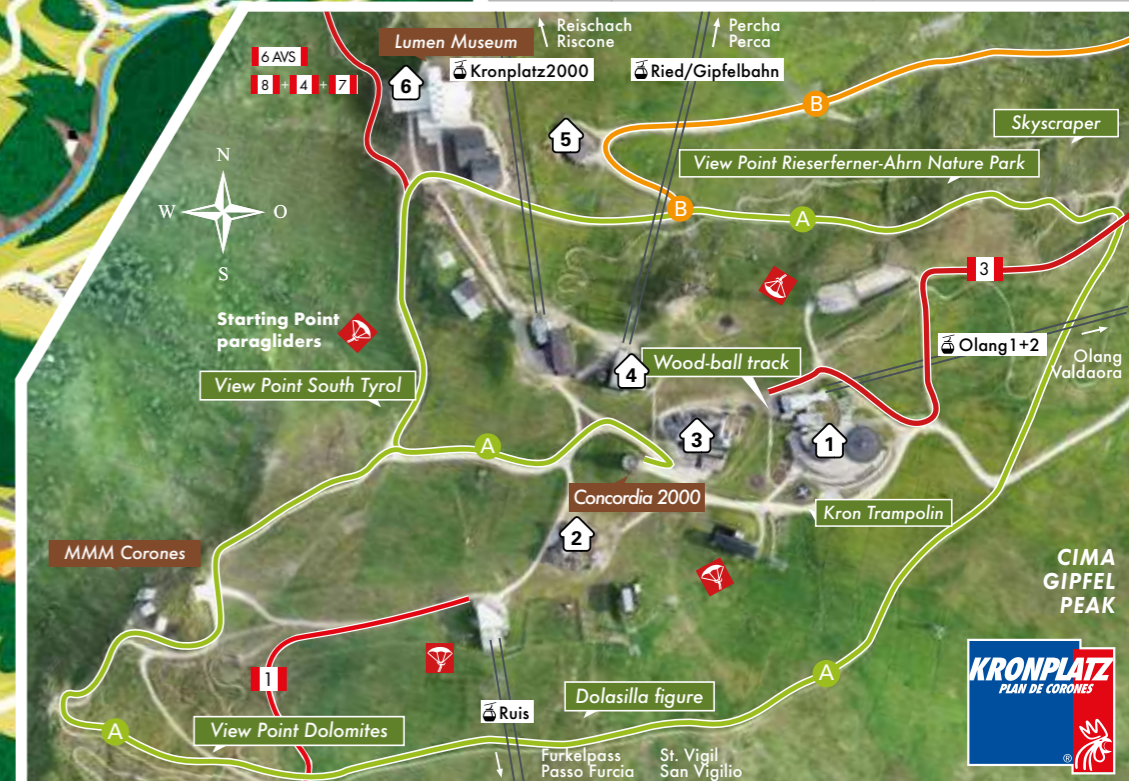 Reischach
Riscone
Percha
Perca
Lumen Museum
6 AVS
8 + 4 + 7
Kronplatz2000
Ried/Gipfelbahn
6
5
B
Skyscraper
View Point Rieserferner-Ahrn Nature Park
N
W
O
S
B
A
3
Starting Point
paragliders
View Point South Tyrol
4
Wood-ball track
Olang1+2
Olang
Valdaora
A
3
1
Concordia 2000
Kron Trampolin
2
MMM Corones
CIMA
GIPFEL
PEAK
1
A
A
View Point Dolomites
Ruis
Dolasilla figure
Furkelpass
Passo Furcia
St. Vigil
San Vigilio
KRONPLATZ
PLAN DE CORONES
®